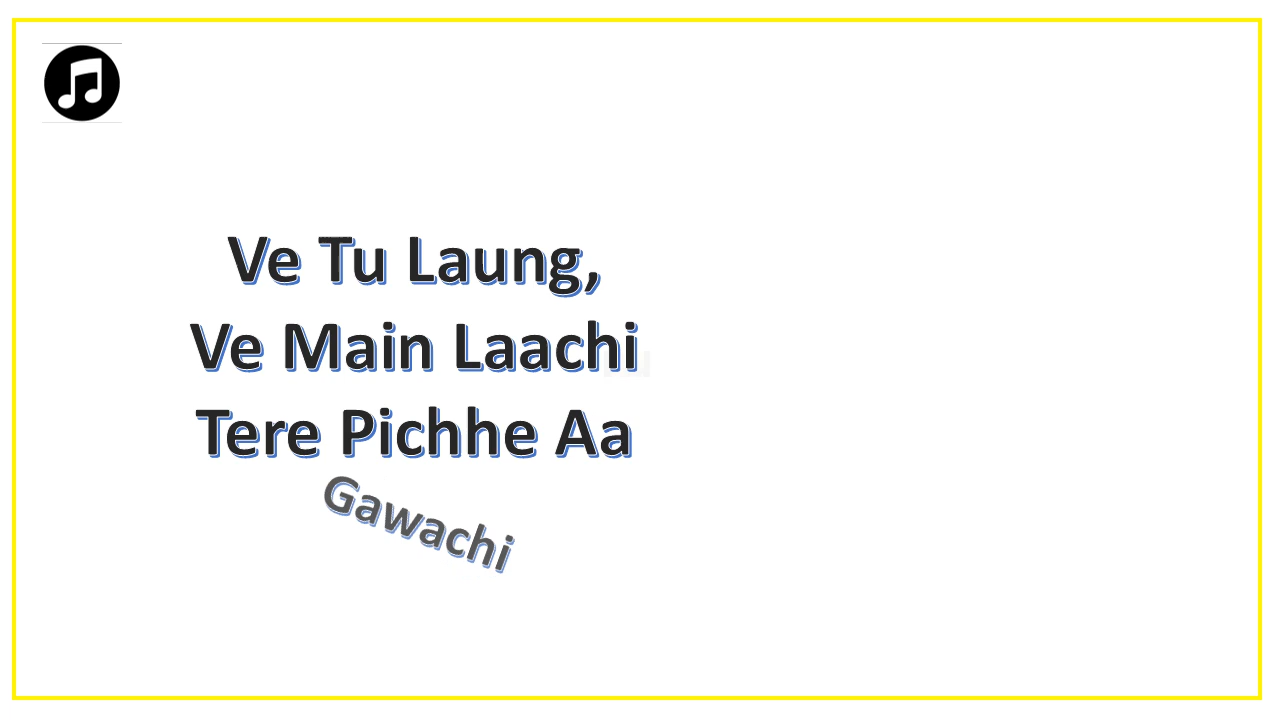 Ve Tu Laung,
Ve Main Laachi
Tere Pichhe Aa
Gawachi